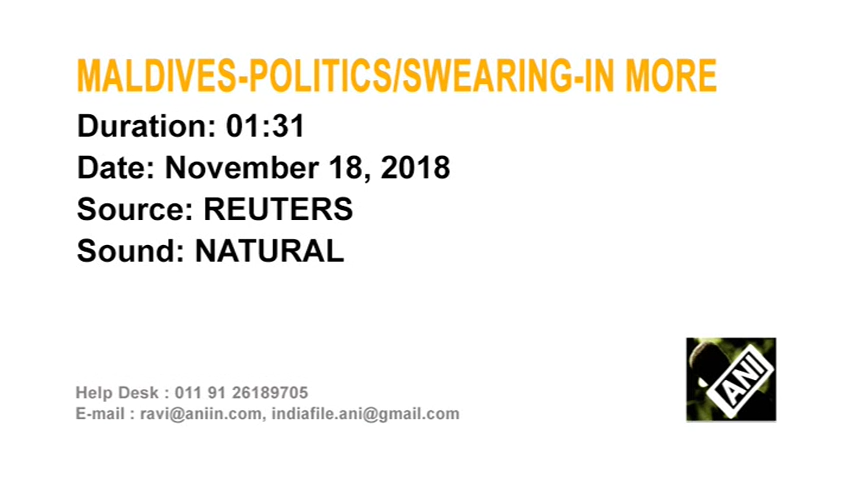 MALDIVES-POLITICS/SWEARING-IN MORE
Duration: 01:31
Date: November 18, 2018
Source: REUTERS
Sound: NATURAL
ANI
Help Desk : 011 91 26189705
E-mail : ravi@aniin.com, indiafile.ani@gmail.com